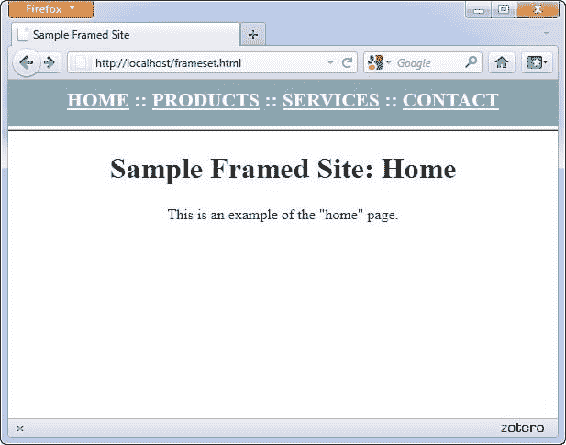 Firefox
Sample Framed Site
http://localhost/frameset.html
Google
HOME :: PRODUCTS :: SERVICES :: CONTACT
Sample Framed Site: Home
This is an example of the "home" page.
zotero